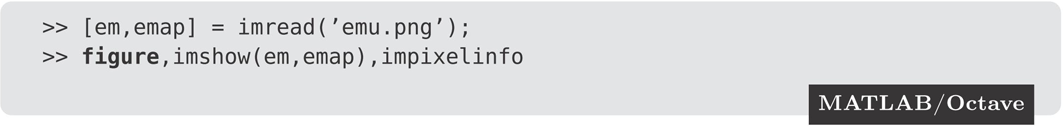 >> [em,emap] = imread(’emu.png’);
>> figure,imshow(em,emap),impixelinfo
MATLAB/Octave